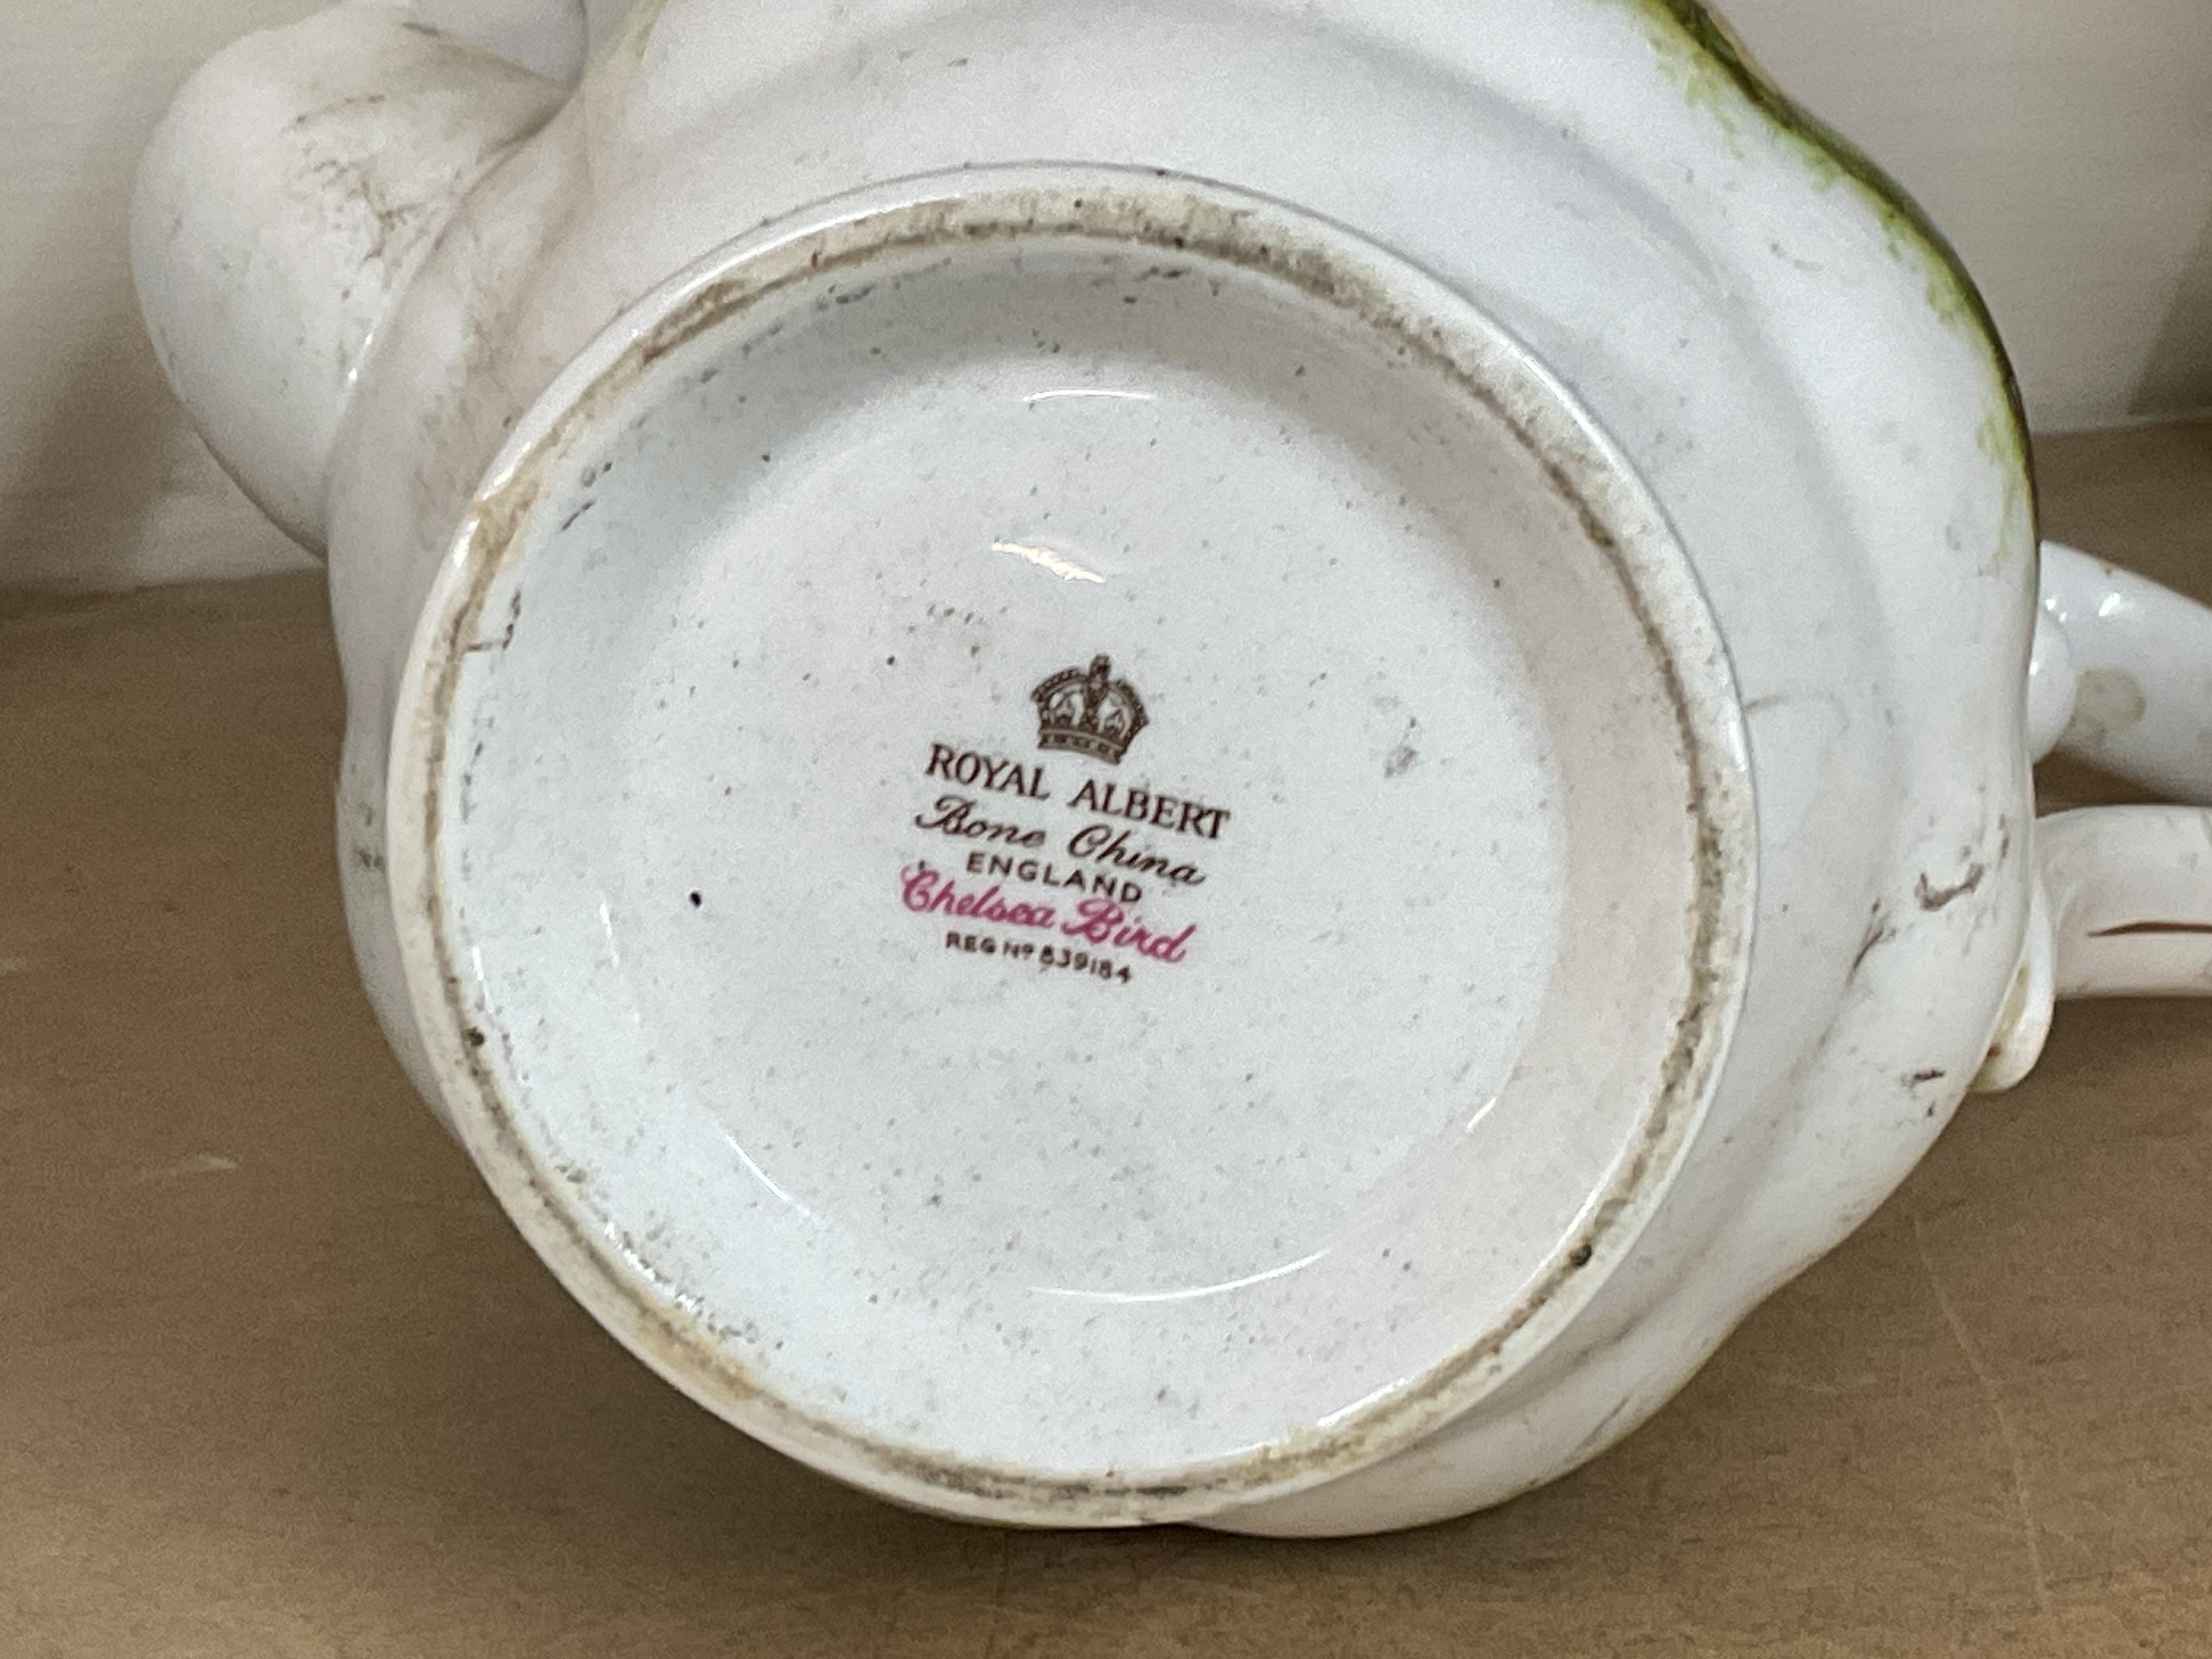 ROYAL ALBERT
Bone China
ENGLAND
Chelsea Bird
REG Nº 839184